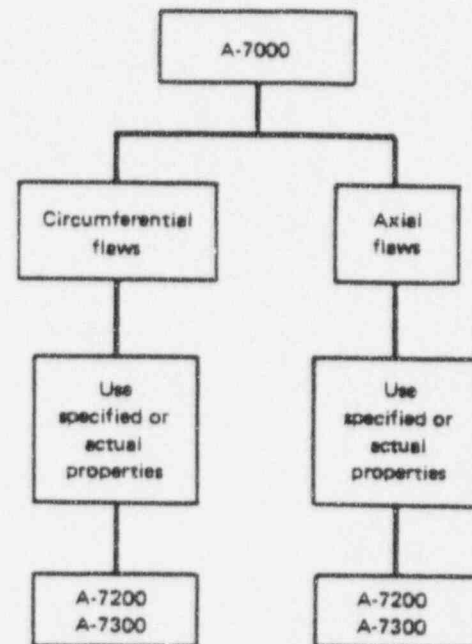 A-7000
Circumferential
flaws
Axial
flaws
Use
specified or
actual
properties
Use
specified or
actual
properties
A-7200
A-7300
A-7200
A-7300